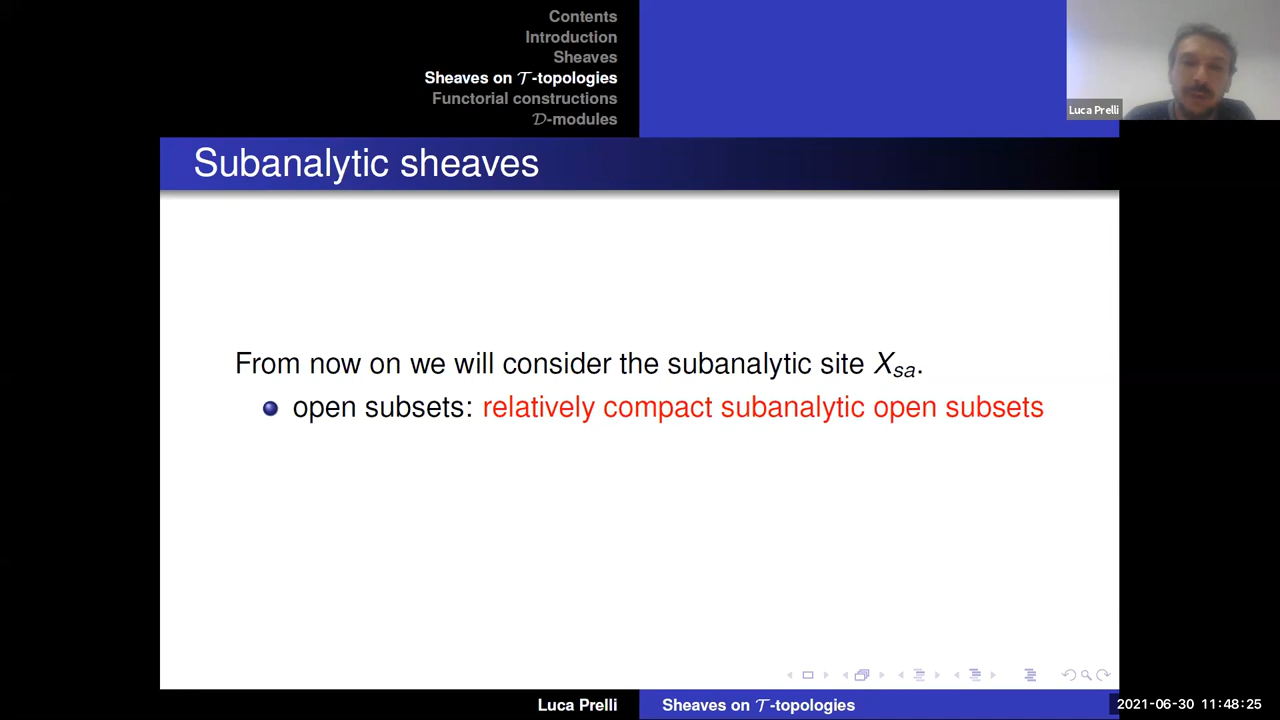 Contents
Introduction
Sheaves
Sheaves on 𝒯-topologies
Functorial constructions
𝒟-modules
Luca Prelli
Subanalytic sheaves
From now on we will consider the subanalytic site X_sa.
open subsets: relatively compact subanalytic open subsets
Luca Prelli
Sheaves on 𝒯-topologies
2021-06-30 11:48:25